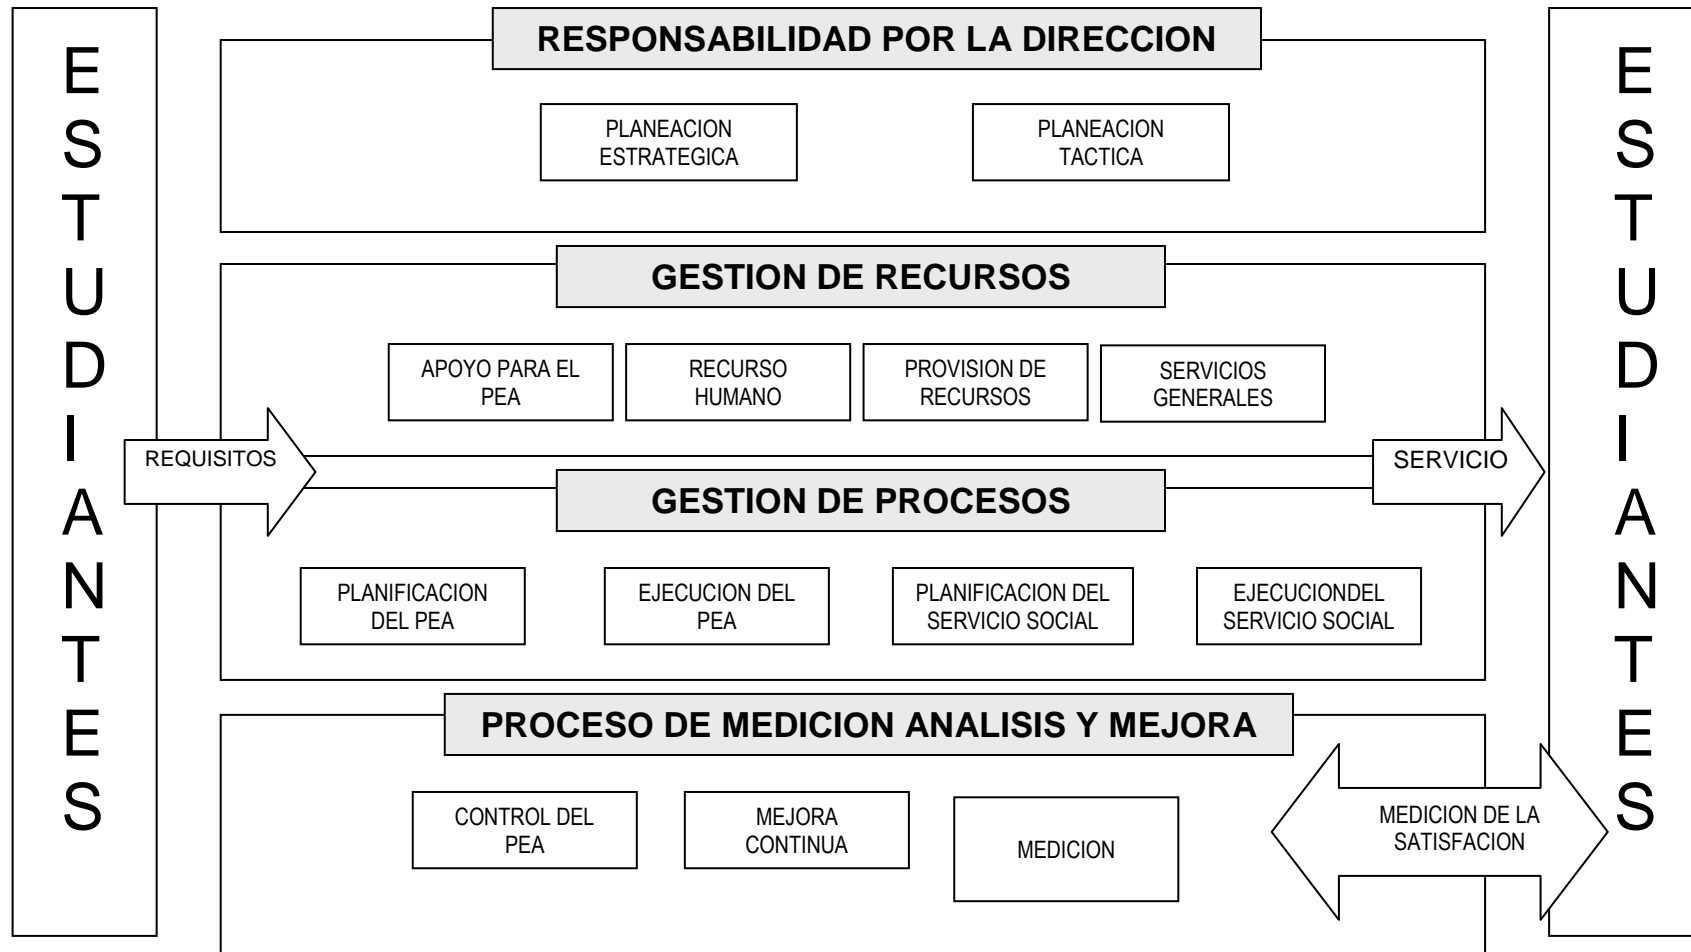 ESTUDIANTES
RESPONSABILIDAD POR LA DIRECCION
PLANEACION
ESTRATEGICA
PLANEACION
TACTICA
GESTION DE RECURSOS
APOYO PARA EL
PEA
RECURSO
HUMANO
PROVISION DE
RECURSOS
SERVICIOS
GENERALES
REQUISITOS
SERVICIO
GESTION DE PROCESOS
PLANIFICACION
DEL PEA
EJECUCION DEL
PEA
PLANIFICACION DEL
SERVICIO SOCIAL
EJECUCIONDEL
SERVICIO SOCIAL
PROCESO DE MEDICION ANALISIS Y MEJORA
CONTROL DEL
PEA
MEJORA
CONTINUA
MEDICION
MEDICION DE LA
SATISFACION
ESTUDIANTES